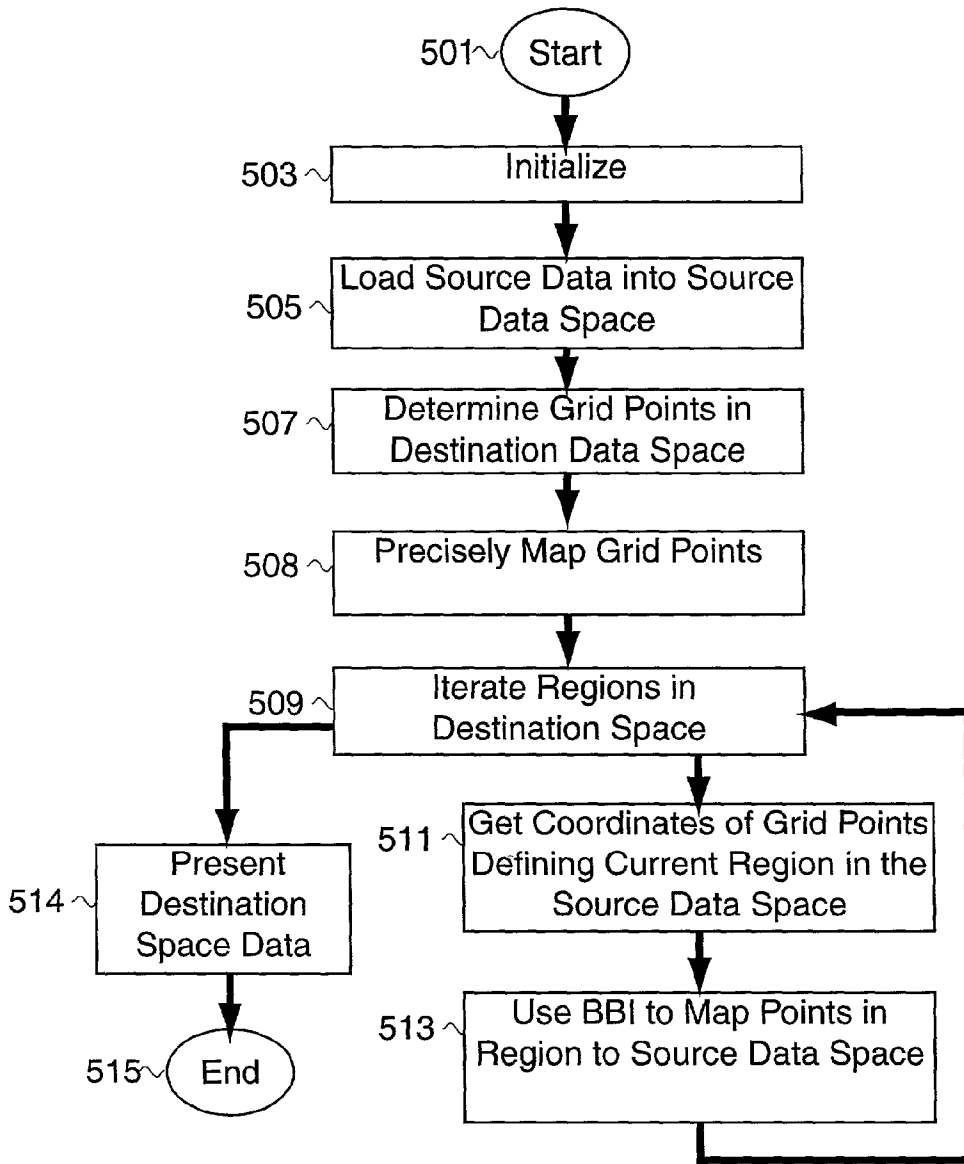 501
Start
503
Initialize
505
Load Source Data into Source
Data Space
507
Determine Grid Points in
Destination Data Space
508
Precisely Map Grid Points
509
Iterate Regions in
Destination Space
511
Get Coordinates of Grid Points
Defining Current Region in the
Source Data Space
514
Present
Destination
Space Data
513
Use BBI to Map Points in
Region to Source Data Space
515
End